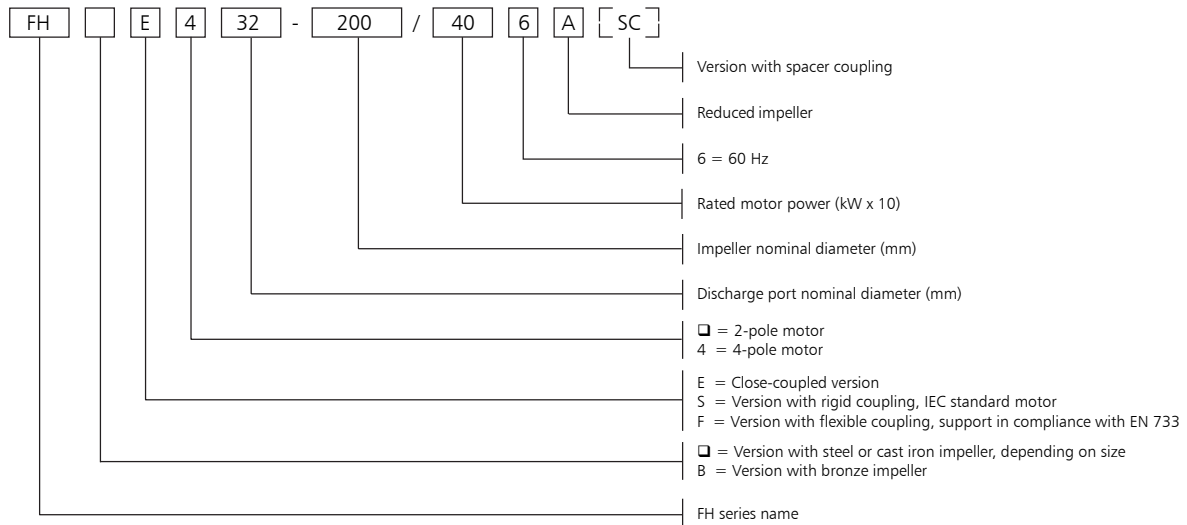 FH E 4 32 - 200 / 40 6 A SC
Version with spacer coupling
Reduced impeller
6 = 60 Hz
Rated motor power (kW x 10)
Impeller nominal diameter (mm)
Discharge port nominal diameter (mm)
❑ = 2-pole motor
4 = 4-pole motor
E = Close-coupled version
S = Version with rigid coupling, IEC standard motor
F = Version with flexible coupling, support in compliance with EN 733
❑ = Version with steel or cast iron impeller, depending on size
B = Version with bronze impeller
FH series name